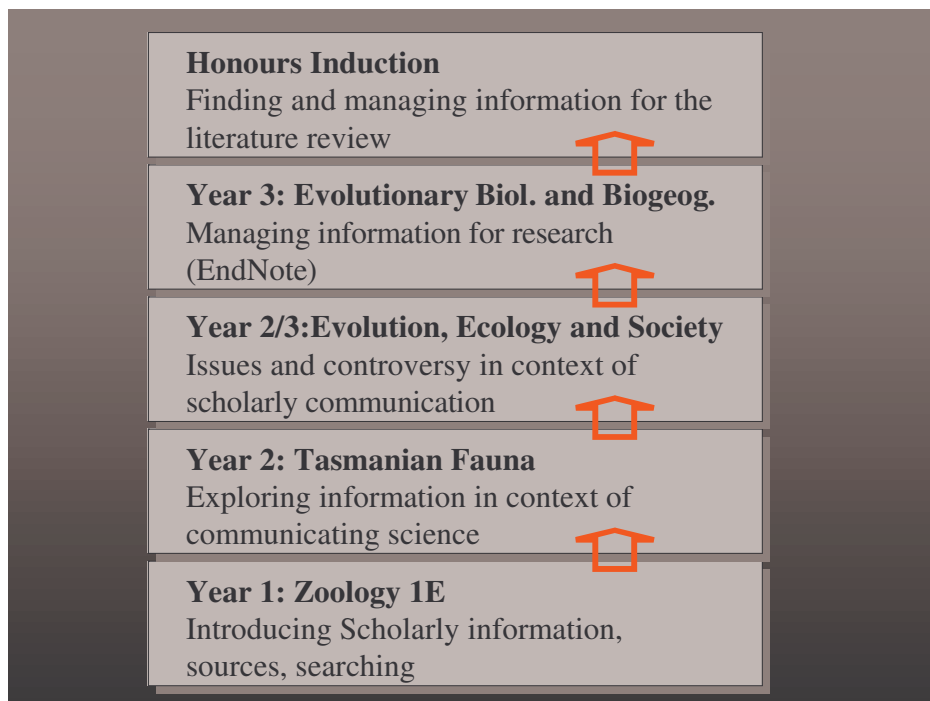 Honours Induction
Finding and managing information for the
literature review
Year 3: Evolutionary Biol. and Biogeog.
Managing information for research
(EndNote)
Year 2/3:Evolution, Ecology and Society
Issues and controversy in context of
scholarly communication
Year 2: Tasmanian Fauna
Exploring information in context of
communicating science
Year 1: Zoology 1E
Introducing Scholarly information,
sources, searching